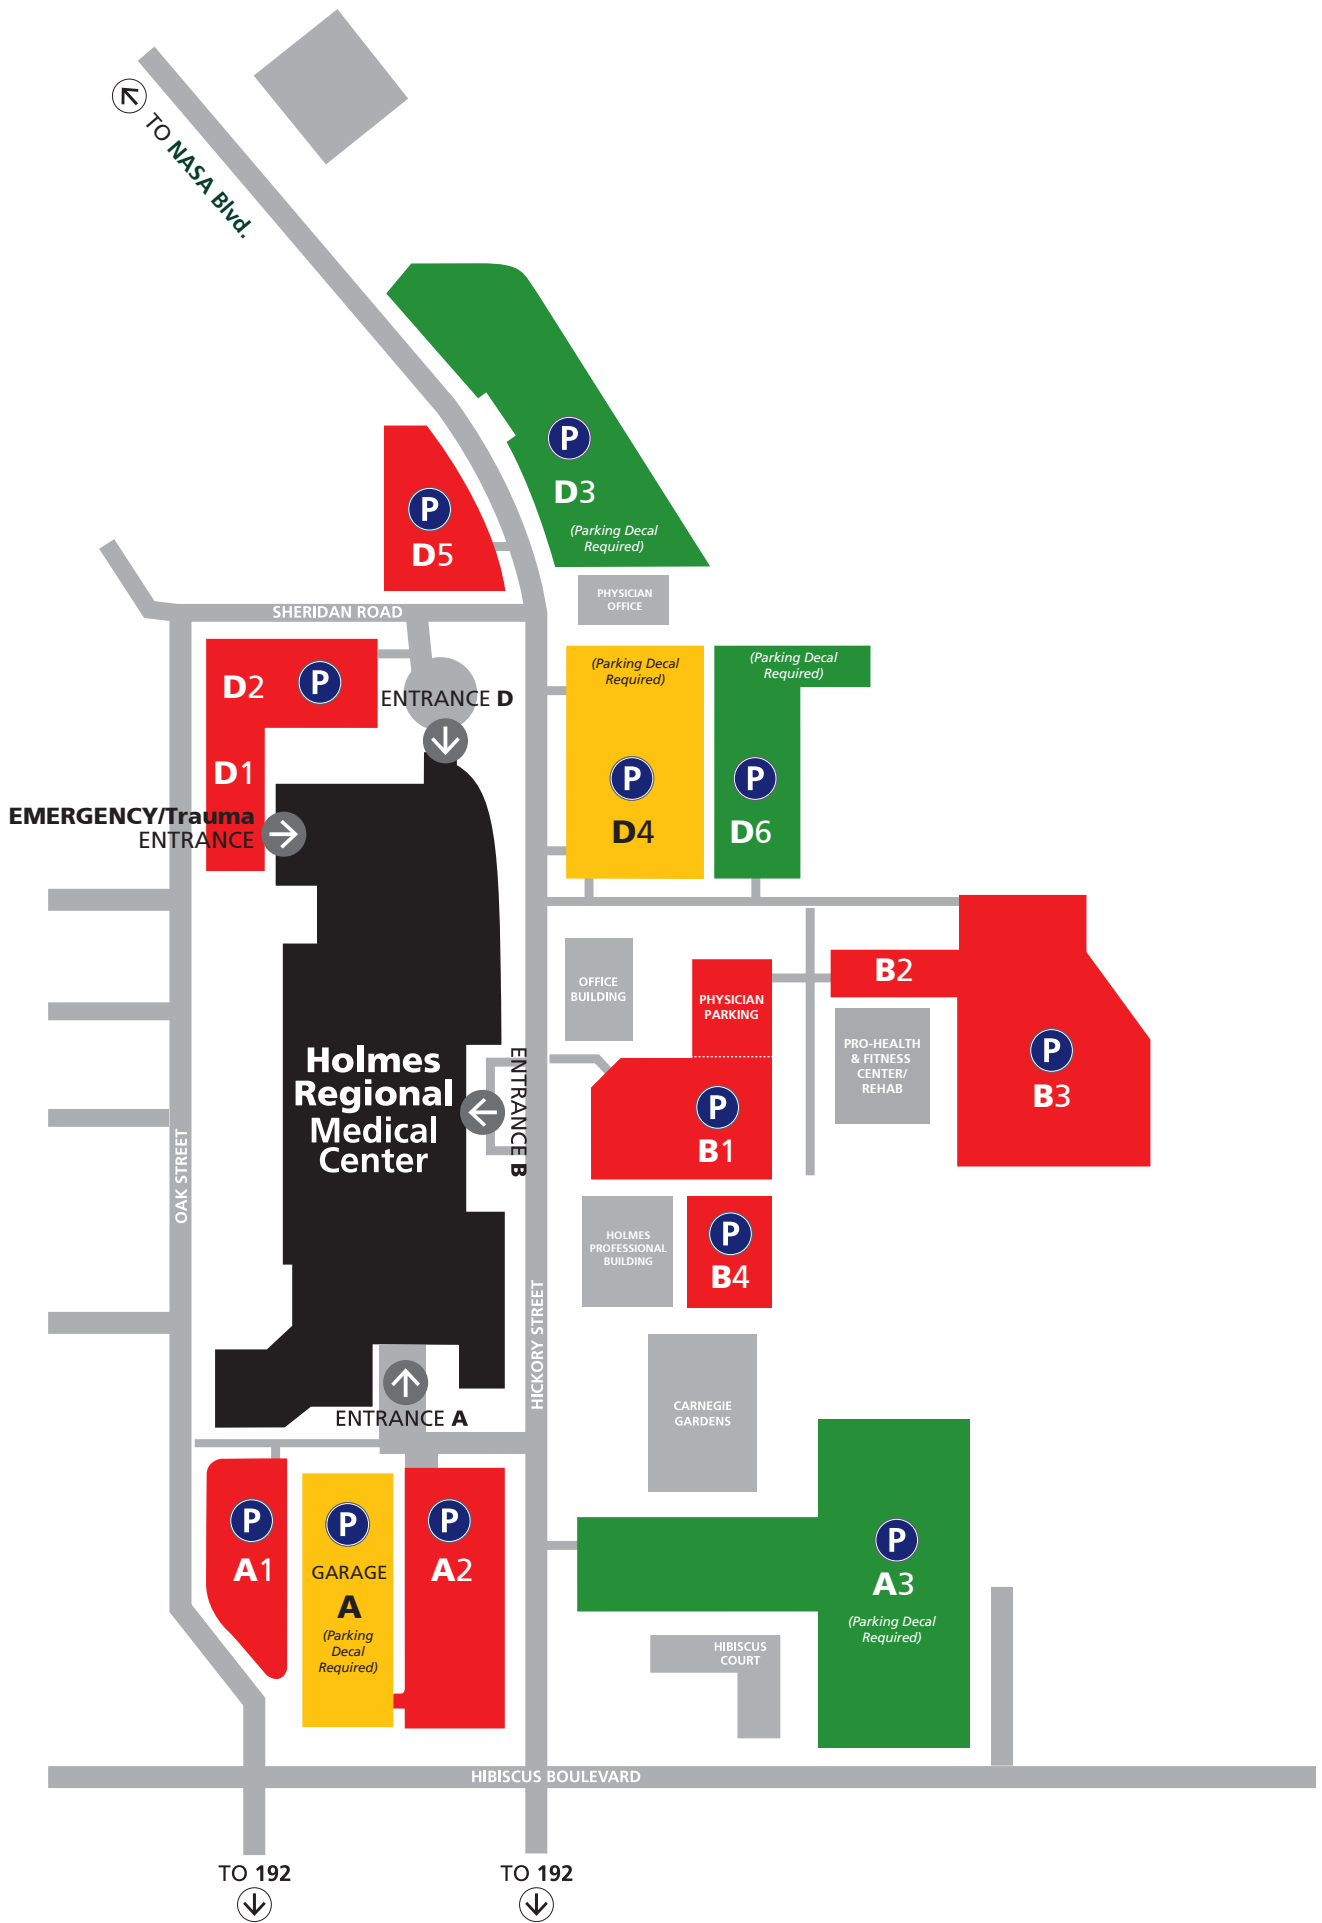 TO NASA Blvd.
P
D3
(Parking Decal
Required)
P
D5
PHYSICIAN
OFFICE
SHERIDAN ROAD
D2
P
D1
ENTRANCE D
(Parking Decal
Required)
P
D4
(Parking Decal
Required)
P
D6
EMERGENCY/Trauma
ENTRANCE
OFFICE
BUILDING
PHYSICIAN
PARKING
B2
PRO-HEALTH
& FITNESS
CENTER/
REHAB
P
B3
Holmes
Regional
Medical
Center
ENTRANCE B
P
B1
OAK STREET
HOLMES
PROFESSIONAL
BUILDING
P
B4
HICKORY STREET
CARNEGIE
GARDENS
ENTRANCE A
P
A1
P
GARAGE
A
(Parking
Decal
Required)
P
A2
P
A3
(Parking Decal
Required)
HIBISCUS
COURT
HIBISCUS BOULEVARD
TO 192
TO 192